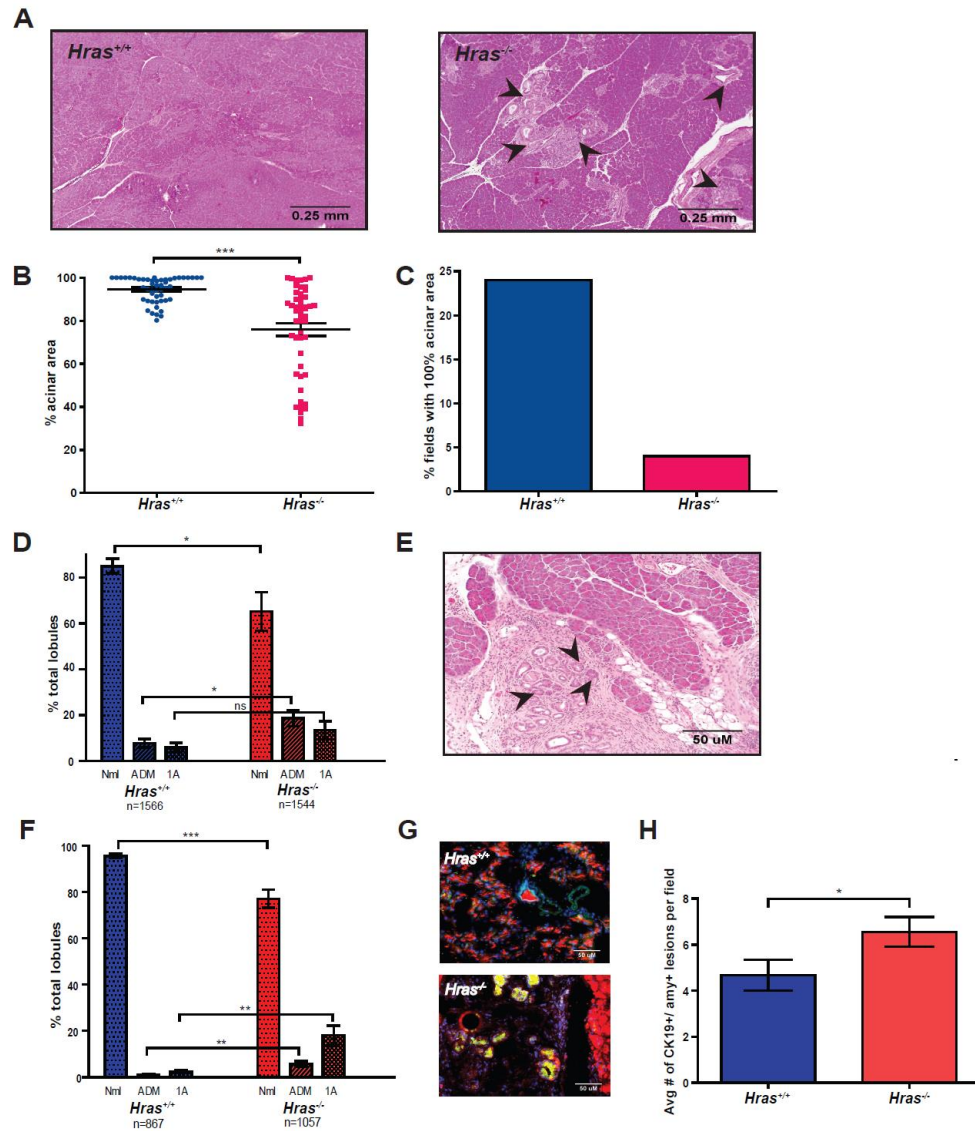 A
Hras+/+
0.25 mm
Hras-/-
0.25 mm
B
***
% acinar area
100
80
60
40
20
0
Hras+/+ Hras-/-
C
% fields with 100% acinar area
25
20
15
10
5
0
Hras+/+ Hras-/-
D
% total lobules
80
60
40
20
0
*
*
ns
Nml ADM 1A Nml ADM 1A
Hras+/+ Hras-/-
n=1566 n=1544
E
50 uM
-
F
% total lobules
100
80
60
40
20
0
***
**
**
Nml ADM 1A Nml ADM 1A
Hras+/+ Hras-/-
n=867 n=1057
G
Hras+/+
50 uM
Hras-/-
50 uM
H
Avg # of CK19+/ amy+ lesions per field
8
6
4
2
0
*
Hras+/+ Hras-/-